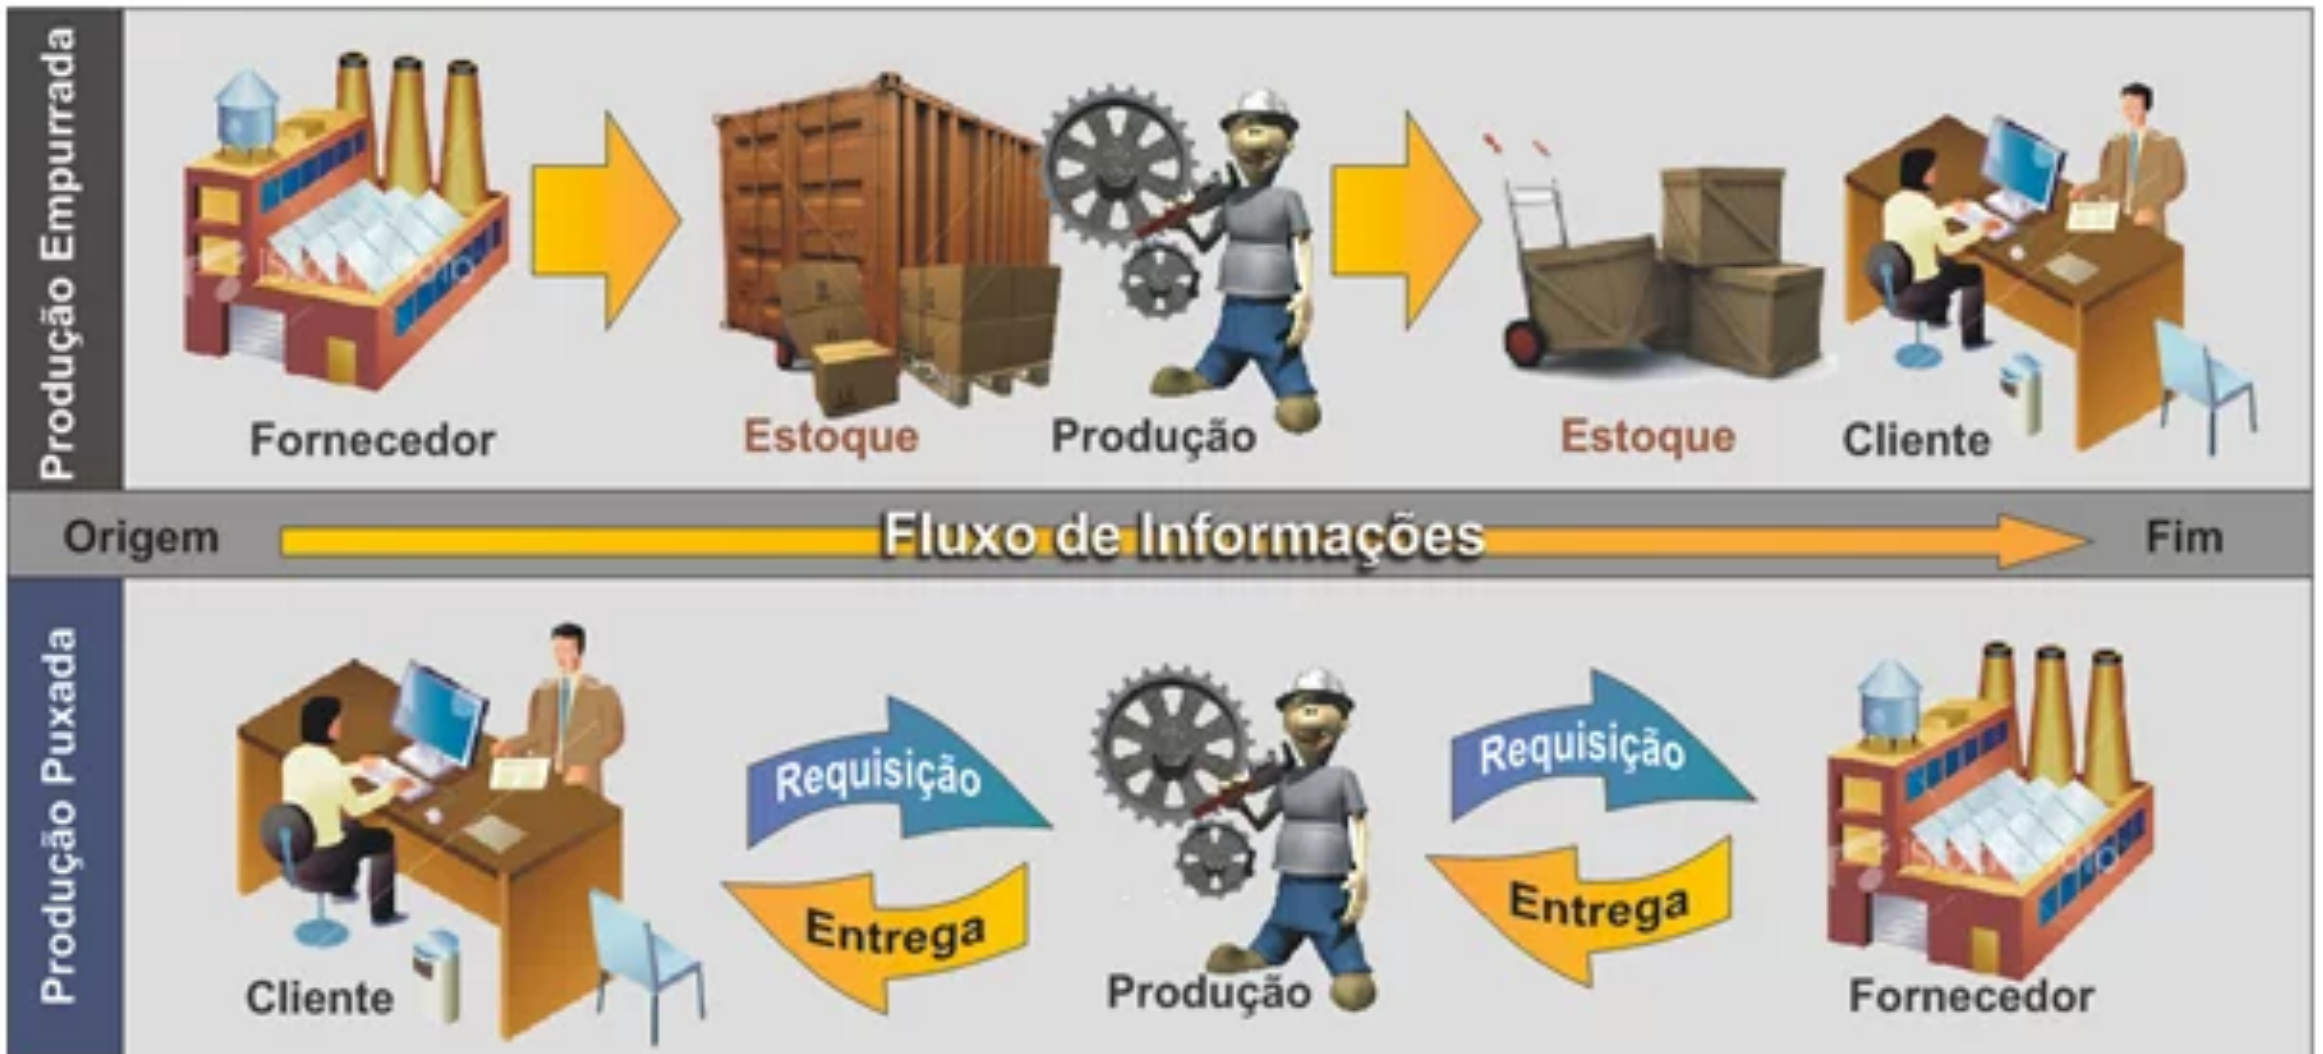 Produção Empurrada
Fornecedor
Estoque
Produção
Estoque
Cliente
Origem
Fluxo de Informações
Fim
Produção Puxada
Requisição
Requisição
Entrega
Entrega
Cliente
Produção
Fornecedor